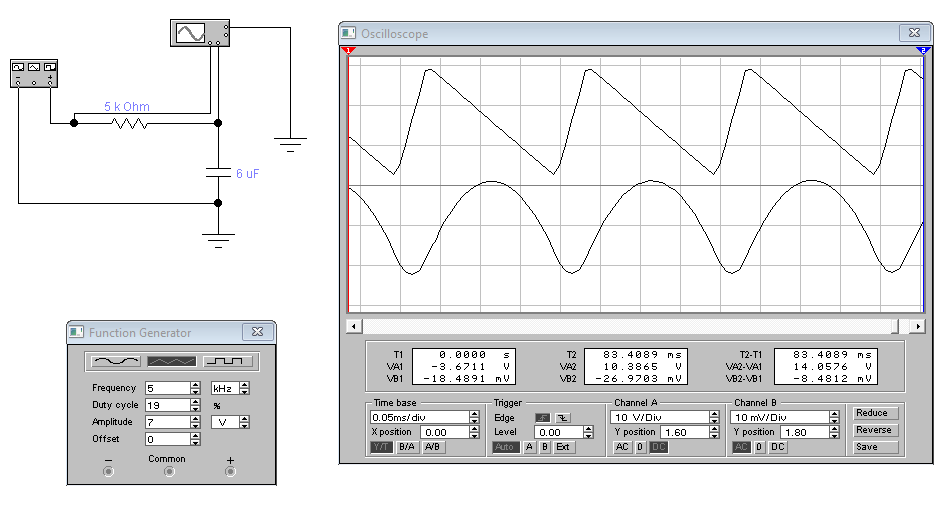 5 k Ohm
6 uF
Oscilloscope
1
2
T1 0.0000 s T2 83.4089 ms T2-T1 83.4089 ms
VA1 -3.6711 V VA2 10.3865 V VA2-VA1 14.0576 V
VB1 -18.4891 mV VB2 -26.9703 mV VB2-VB1 -8.4812 mV
Time base Trigger Channel A Channel B
0.05ms/div Edge 10 V/Div 10 mV/Div
X position 0.00 Level 0.00 Y position 1.60 Y position 1.80
Y/T B/A A/B Auto A B Ext AC 0 DC AC 0 DC
Reduce
Reverse
Save
Function Generator
Frequency 5 kHz
Duty cycle 19 %
Amplitude 7 V
Offset 0
− Common +